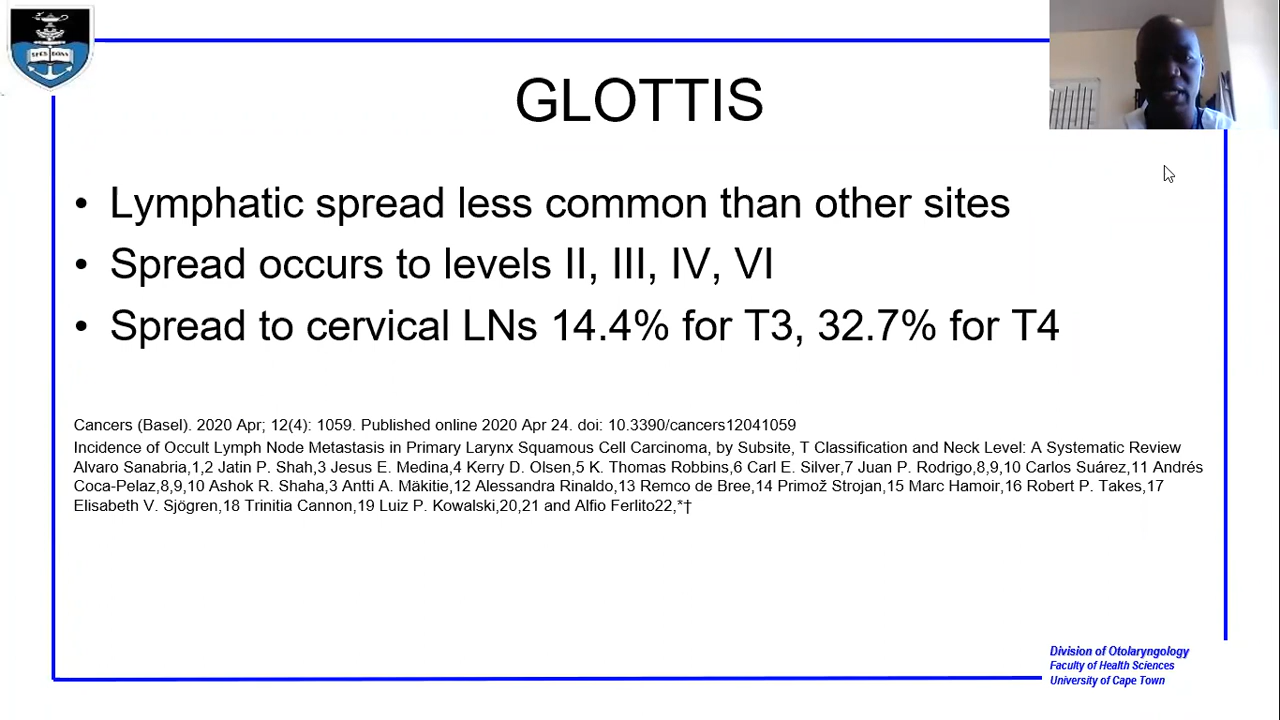 SPES BONA
GLOTTIS
• Lymphatic spread less common than other sites
• Spread occurs to levels II, III, IV, VI
• Spread to cervical LNs 14.4% for T3, 32.7% for T4
Cancers (Basel). 2020 Apr; 12(4): 1059. Published online 2020 Apr 24. doi: 10.3390/cancers12041059
Incidence of Occult Lymph Node Metastasis in Primary Larynx Squamous Cell Carcinoma, by Subsite, T Classification and Neck Level: A Systematic Review
Alvaro Sanabria,1,2 Jatin P. Shah,3 Jesus E. Medina,4 Kerry D. Olsen,5 K. Thomas Robbins,6 Carl E. Silver,7 Juan P. Rodrigo,8,9,10 Carlos Suárez,11 Andrés
Coca-Pelaz,8,9,10 Ashok R. Shaha,3 Antti A. Mäkitie,12 Alessandra Rinaldo,13 Remco de Bree,14 Primož Strojan,15 Marc Hamoir,16 Robert P. Takes,17
Elisabeth V. Sjögren,18 Trinitia Cannon,19 Luiz P. Kowalski,20,21 and Alfio Ferlito22,*†
Division of Otolaryngology
Faculty of Health Sciences
University of Cape Town